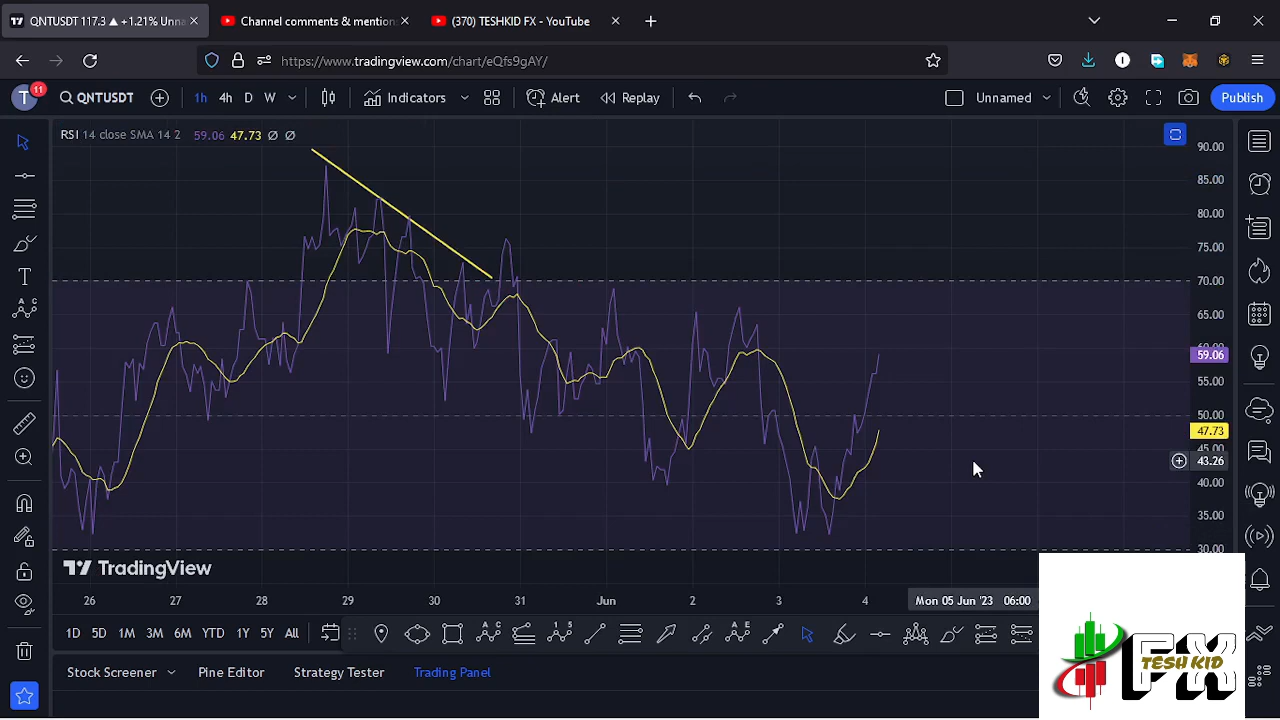 QNTUSDT 117.3 ▲ +1.21% Unna
Channel comments & mention
(370) TESHKID FX - YouTube
https://www.tradingview.com/chart/eQfs9gAY/
T 11 QNTUSDT 1h 4h D W Indicators Alert Replay Unnamed Publish
RSI 14 close SMA 14 2 59.06 47.73 Ø Ø
90.00
85.00
80.00
75.00
70.00
65.00
60.00
59.06
55.00
50.00
47.73
45.00
43.26
40.00
35.00
30.00
TradingView
26 27 28 29 30 31 Jun 2 3 4 Mon 05 Jun '23 06:00
1D 5D 1M 3M 6M YTD 1Y 5Y All
Stock Screener Pine Editor Strategy Tester Trading Panel
FX
TESH KID